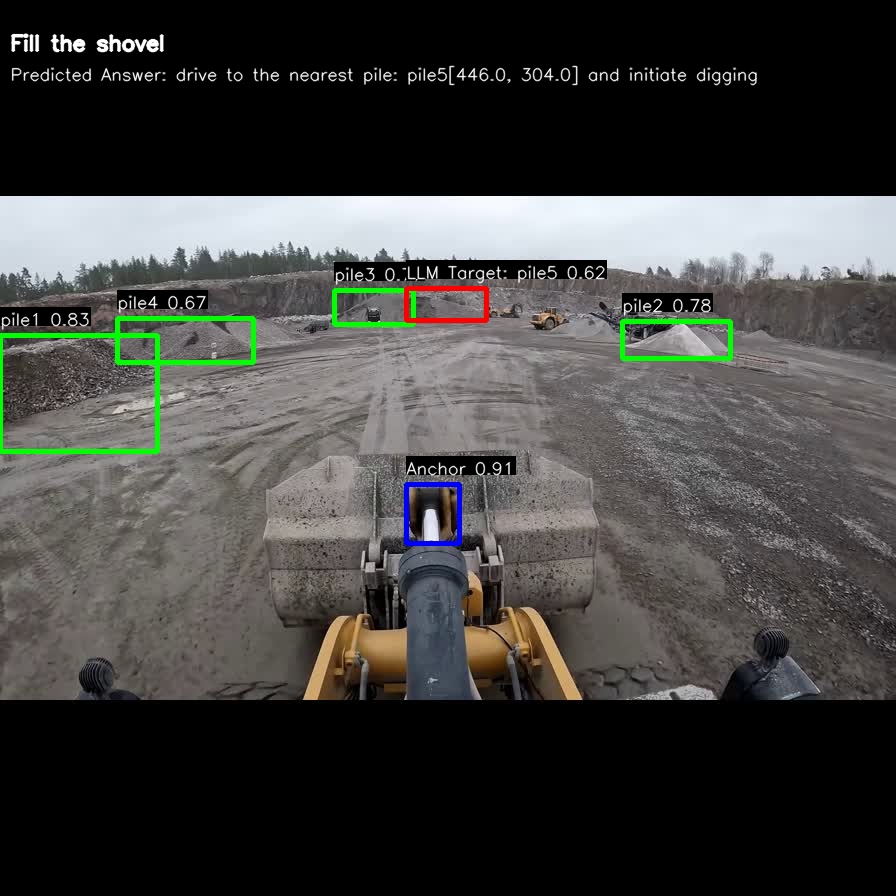 Fill the shovel
Predicted Answer: drive to the nearest pile: pile5[446.0, 304.0] and initiate digging
pile3 0.
LLM Target: pile5 0.62
pile4 0.67
pile2 0.78
pile1 0.83
Anchor 0.91